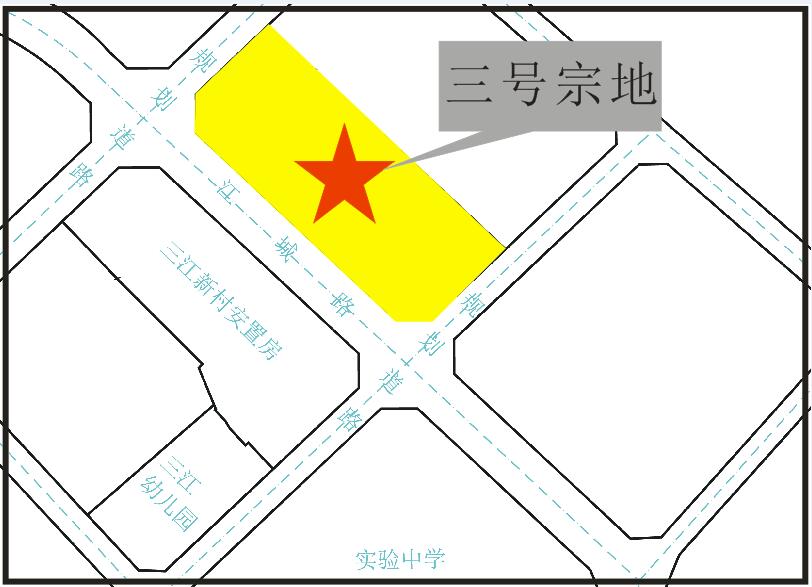 规划道路
三号宗地
江城路
三江新村安置房
规划道路
三江
幼儿园
实验中学